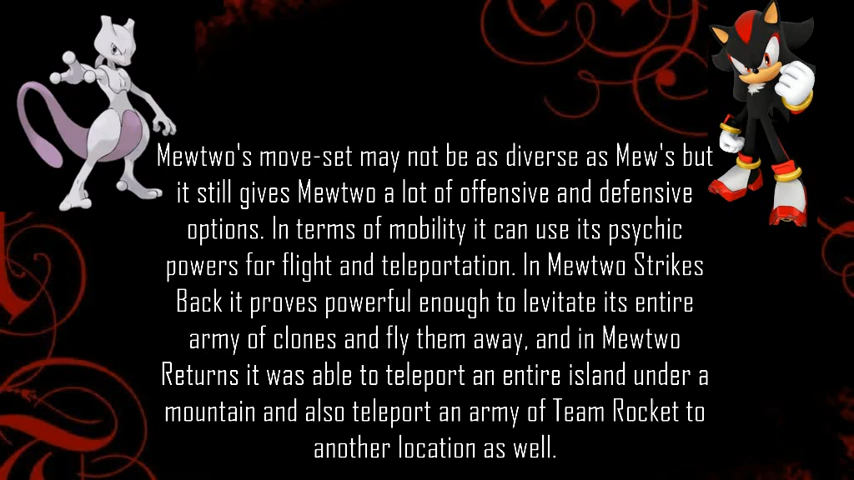 Mewtwo's move-set may not be as diverse as Mew's but
it still gives Mewtwo a lot of offensive and defensive
options. In terms of mobility it can use its psychic
powers for flight and teleportation. In Mewtwo Strikes
Back it proves powerful enough to levitate its entire
army of clones and fly them away, and in Mewtwo
Returns it was able to teleport an entire island under a
mountain and also teleport an army of Team Rocket to
another location as well.